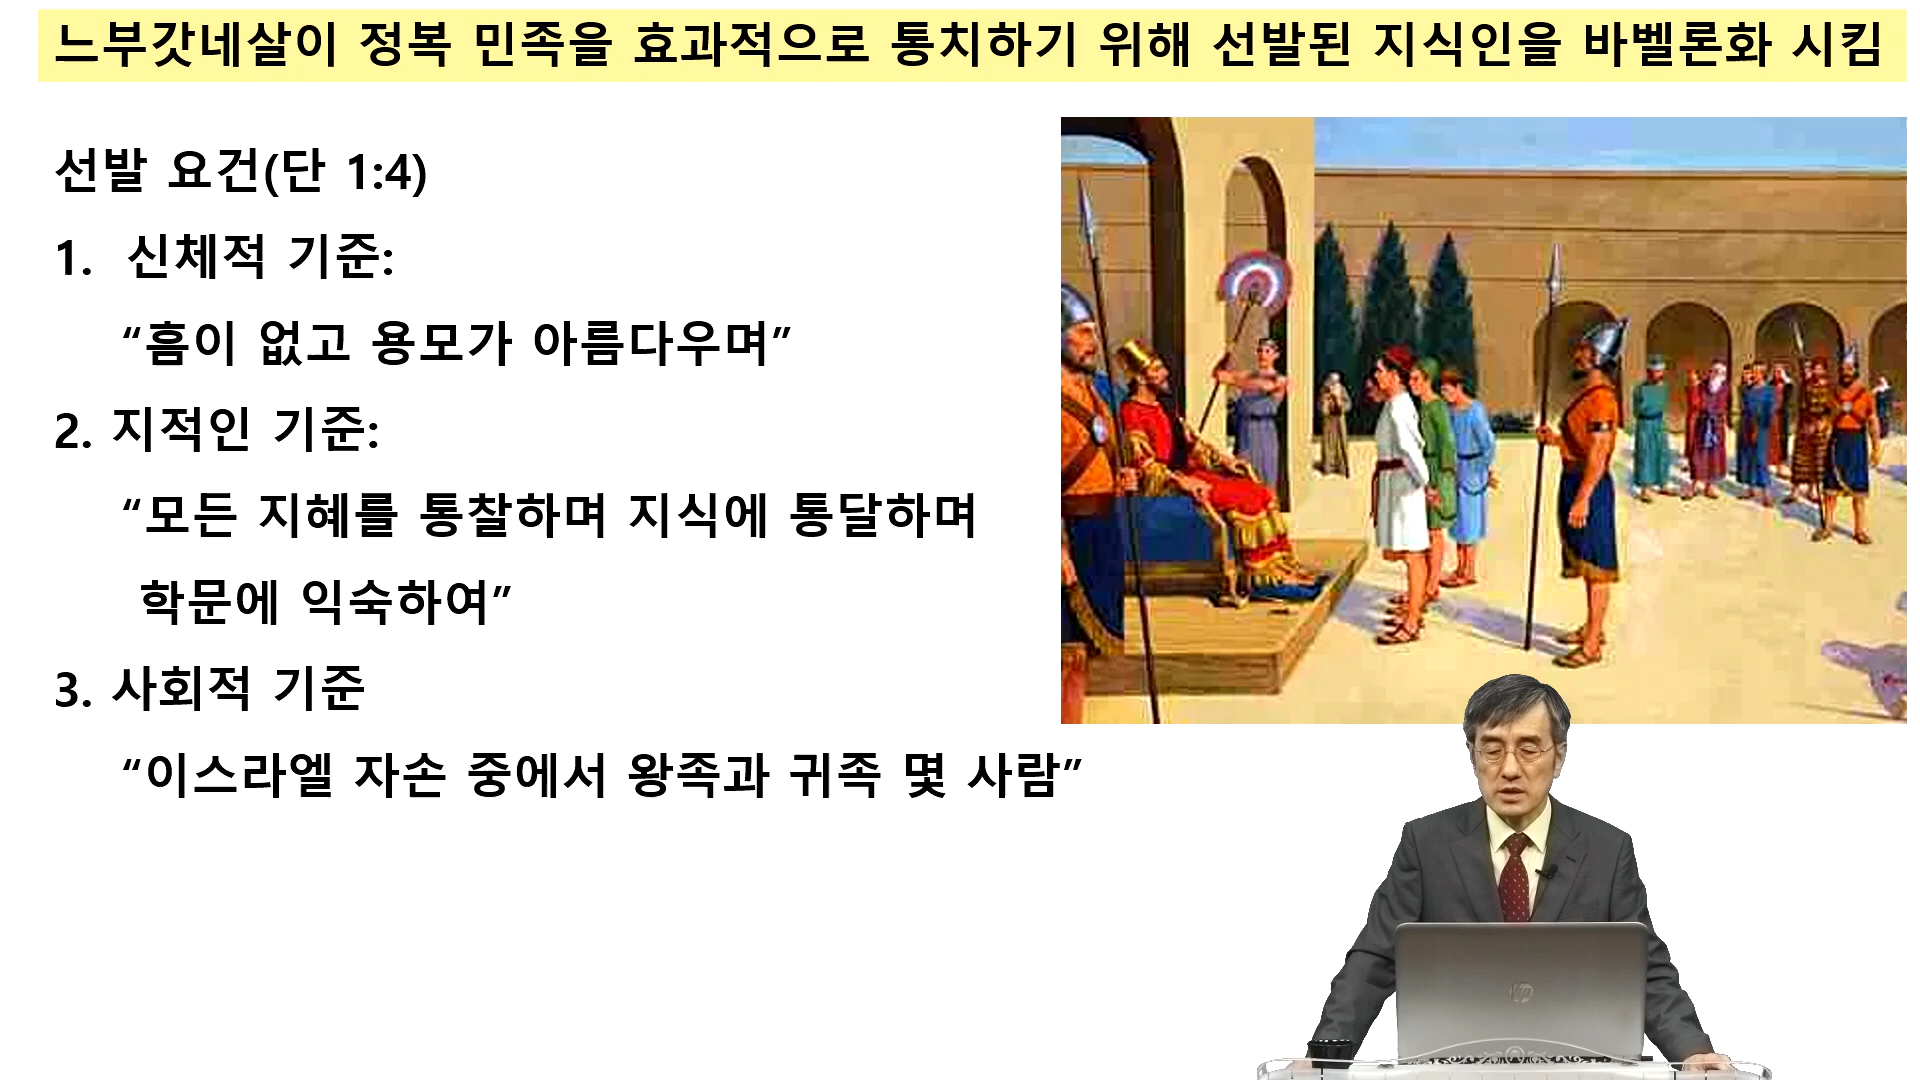 느부갓네살이 정복 민족을 효과적으로 통치하기 위해 선발된 지식인을 바벨론화 시킴
선발 요건(단 1:4)
1. 신체적 기준:
“흠이 없고 용모가 아름다우며”
2. 지적인 기준:
“모든 지혜를 통찰하며 지식에 통달하며
학문에 익숙하여”
3. 사회적 기준
“이스라엘 자손 중에서 왕족과 귀족 몇 사람”
hp